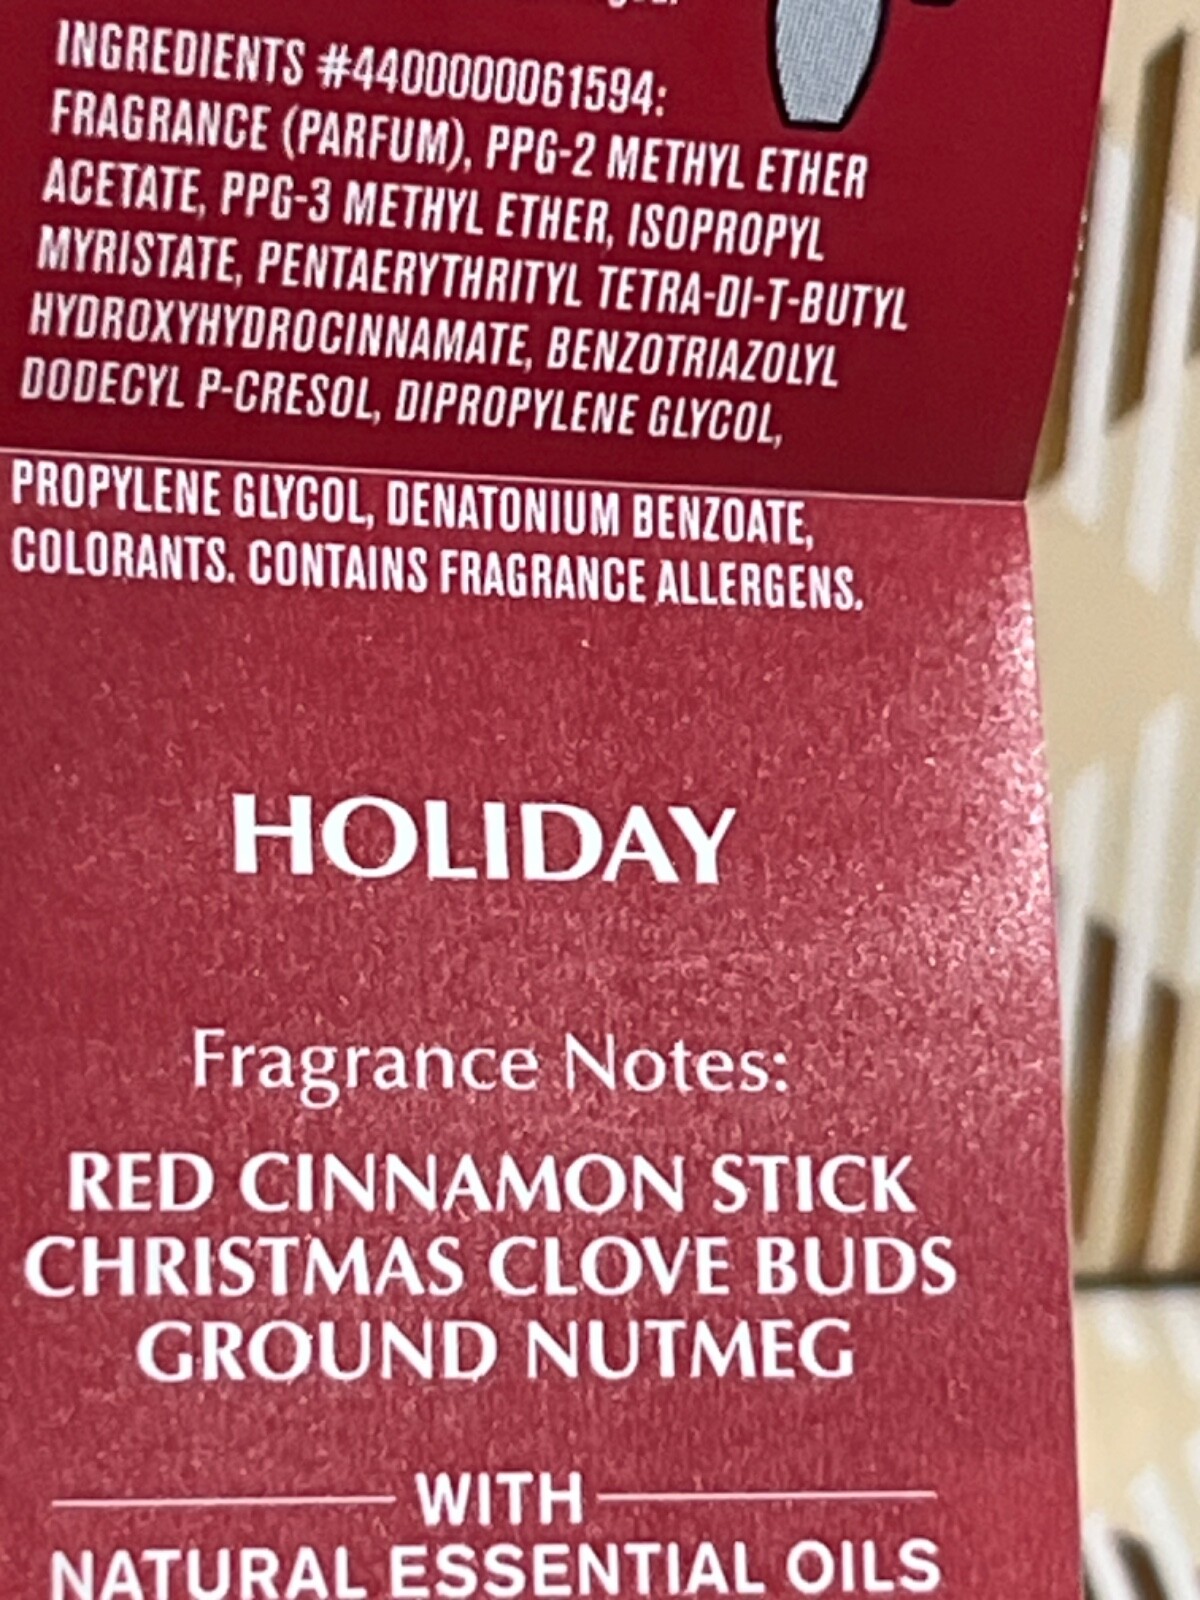 INGREDIENTS #4400000061594:
FRAGRANCE (PARFUM), PPG-2 METHYL ETHER
ACETATE, PPG-3 METHYL ETHER, ISOPROPYL
MYRISTATE, PENTAERYTHRITYL TETRA-DI-T-BUTYL
HYDROXYHYDROCINNAMATE, BENZOTRIAZOLYL
DODECYL P-CRESOL, DIPROPYLENE GLYCOL,
PROPYLENE GLYCOL, DENATONIUM BENZOATE,
COLORANTS. CONTAINS FRAGRANCE ALLERGENS.
HOLIDAY
Fragrance Notes:
RED CINNAMON STICK
CHRISTMAS CLOVE BUDS
GROUND NUTMEG
WITH
NATURAL ESSENTIAL OILS